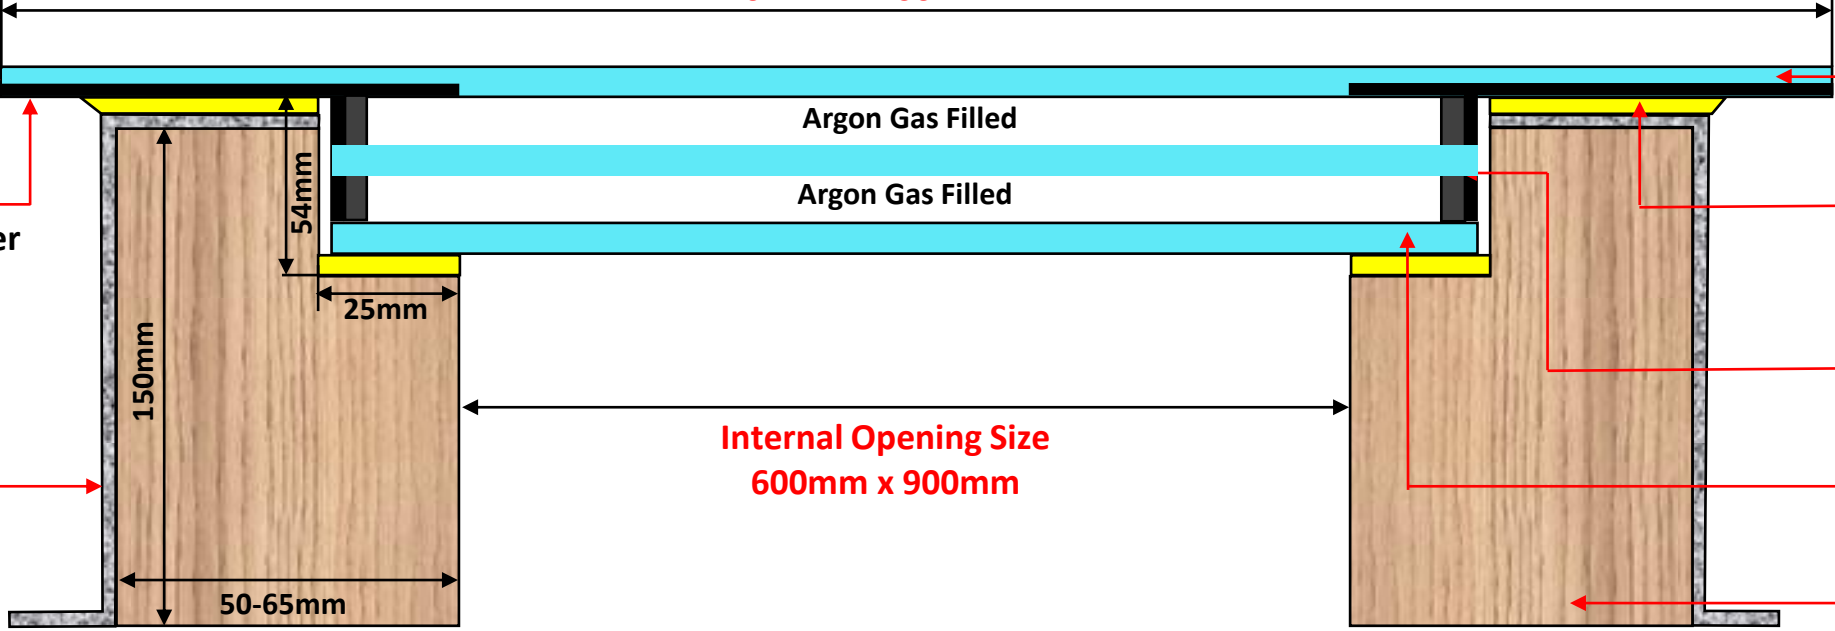 Argon Gas Filled
Argon Gas Filled
54mm
25mm
150mm
Internal Opening Size
600mm x 900mm
50-65mm